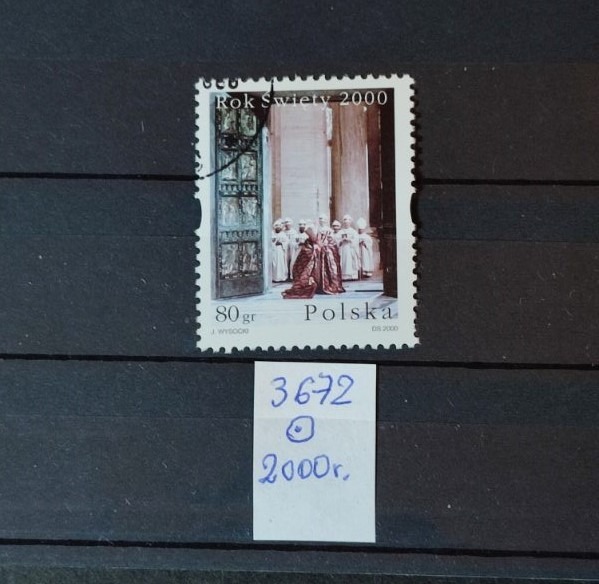 Rok Święty 2000
80 gr Polska
J. WYSOCKI DS 2000
3672
2000r.